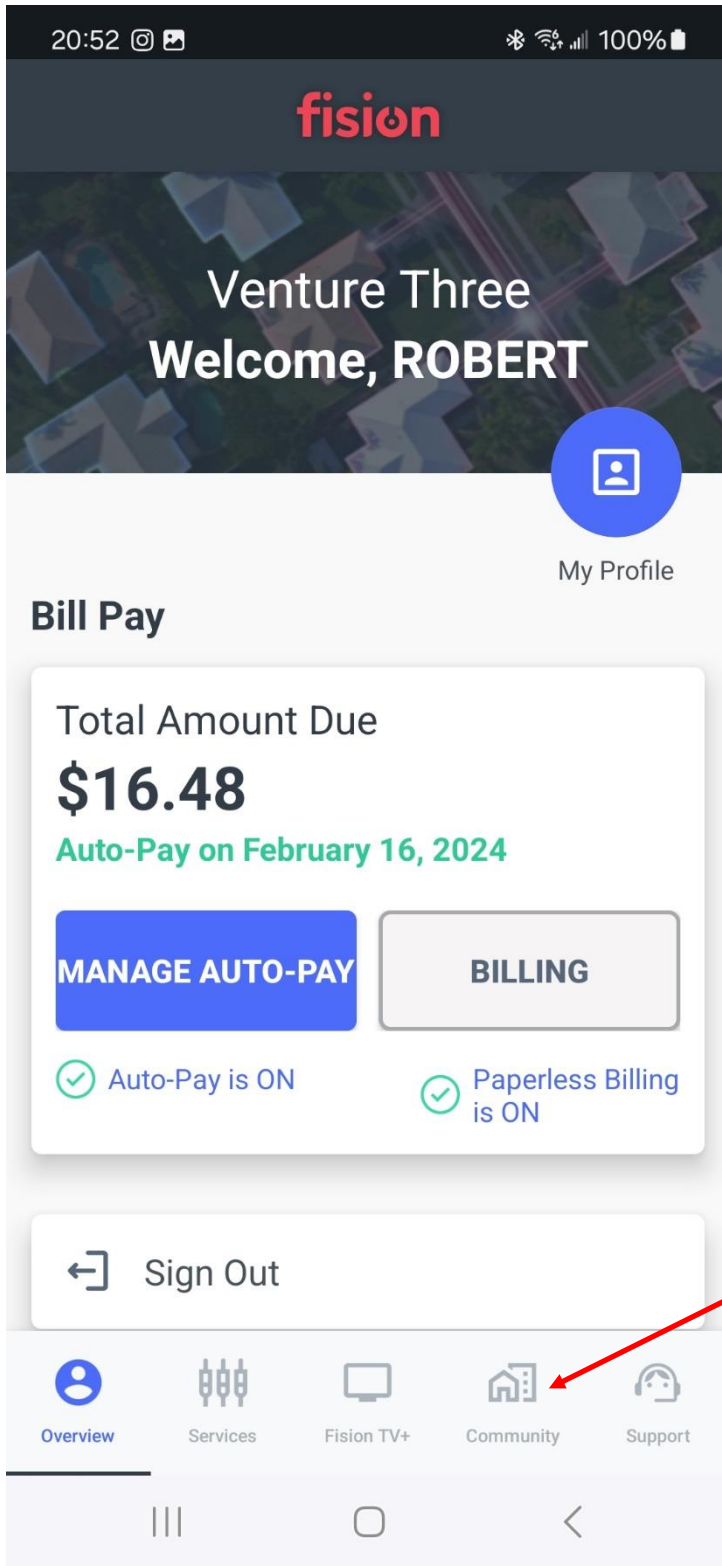 20:52 100%
fision
Venture Three
Welcome, ROBERT
My Profile
Bill Pay
Total Amount Due
$16.48
Auto-Pay on February 16, 2024
MANAGE AUTO-PAY BILLING
Auto-Pay is ON
Paperless Billing
is ON
Sign Out
Overview Services Fision TV+ Community Support